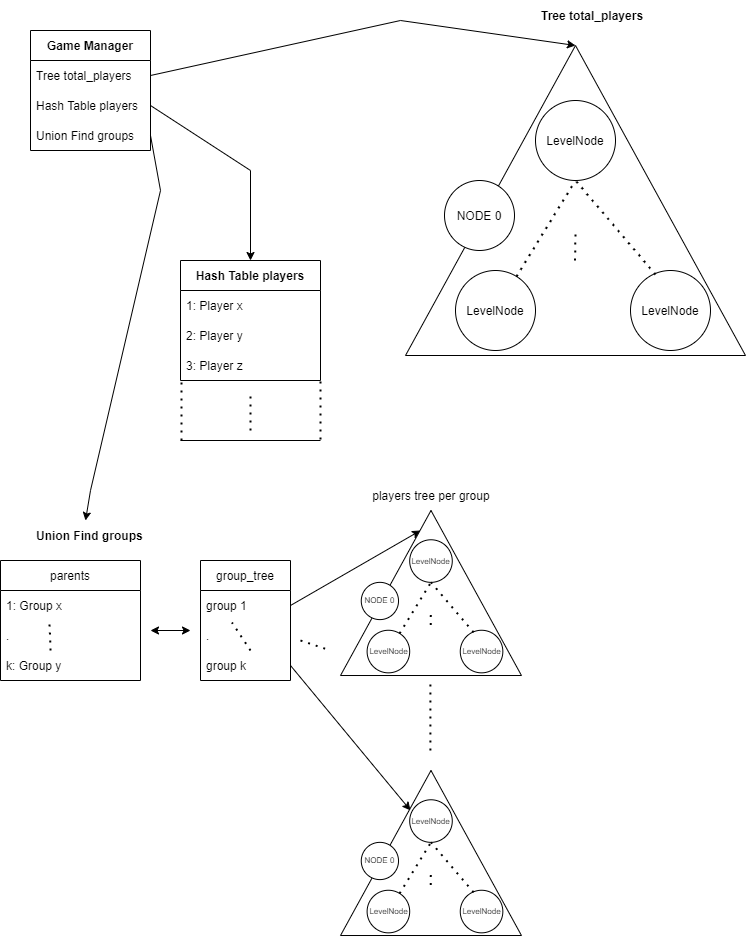 Tree total_players
Game Manager
Tree total_players
Hash Table players
Union Find groups
LevelNode
NODE 0
LevelNode
LevelNode
Hash Table players
1: Player x
2: Player y
3: Player z
players tree per group
Union Find groups
parents
1: Group x
.
k: Group y
group_tree
group 1
.
group k
LevelNode
NODE 0
LevelNode
LevelNode
LevelNode
NODE 0
LevelNode
LevelNode